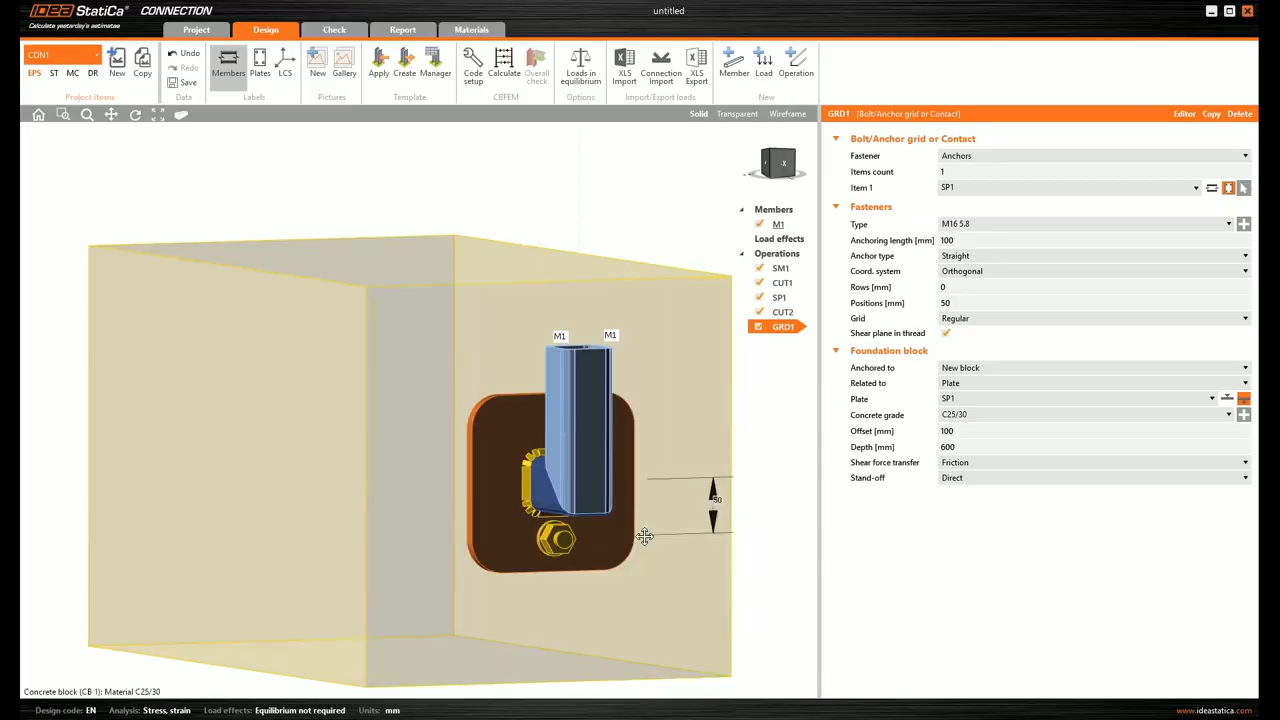 IDEA StatiCa® CONNECTION
Calculate yesterday's estimates
untitled
Project Design Check Report Materials
CON1
EPS ST MC DR
New Copy
Undo
Redo
Save
Members Plates LCS
New Gallery
Apply Create Manager
Code setup
Calculate
Overall check
Loads in equilibrium
XLS Import
Connection Import
XLS Export
Member Load Operation
Project items Data Labels Pictures Template CBFEM Options Import/Export loads New
Solid Transparent Wireframe
GRD1 [Bolt/Anchor grid or Contact] Editor Copy Delete
-X
Members
M1
Load effects
Operations
SM1
CUT1
SP1
CUT2
GRD1
Bolt/Anchor grid or Contact
Fastener Anchors
Items count 1
Item 1 SP1
Fasteners
Type M16 5.8
Anchoring length [mm] 100
Anchor type Straight
Coord. system Orthogonal
Rows [mm] 0
Positions [mm] 50
Grid Regular
Shear plane in thread
Foundation block
Anchored to New block
Related to Plate
Plate SP1
Concrete grade C25/30
Offset [mm] 100
Depth [mm] 600
Shear force transfer Friction
Stand-off Direct
M1 M1
50
Concrete block (CB 1): Material C25/30
Design code: EN Analysis: Stress, strain Load effects: Equilibrium not required Units: mm
www.ideastatica.com